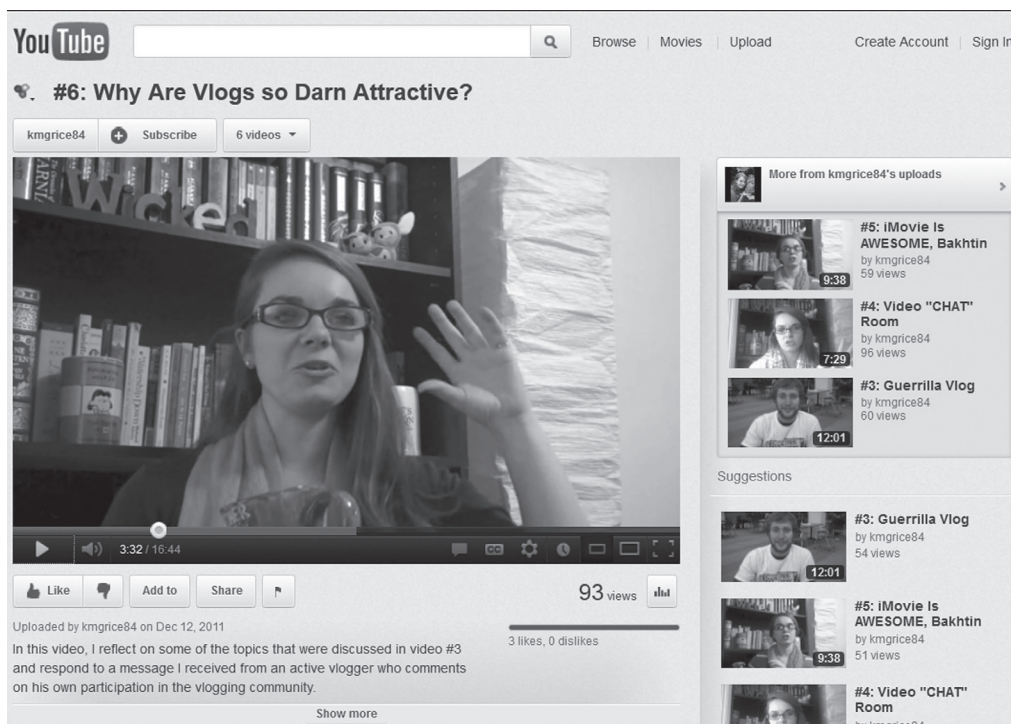 YouTube
Browse
Movies
Upload
Create Account
Sign In
#6: Why Are Vlogs so Darn Attractive?
kmgrice84
Subscribe
6 videos
Wicked
3:32 / 16:44
CC
Like
Add to
Share
93 views
Uploaded by kmgrice84 on Dec 12, 2011
3 likes, 0 dislikes
In this video, I reflect on some of the topics that were discussed in video #3
and respond to a message I received from an active vlogger who comments
on his own participation in the vlogging community.
Show more
More from kmgrice84's uploads
#5: iMovie Is
AWESOME, Bakhtin
by kmgrice84
59 views
9:38
#4: Video "CHAT"
Room
by kmgrice84
96 views
7:29
#3: Guerrilla Vlog
by kmgrice84
60 views
12:01
Suggestions
#3: Guerrilla Vlog
by kmgrice84
54 views
12:01
#5: iMovie Is
AWESOME, Bakhtin
by kmgrice84
51 views
9:38
#4: Video "CHAT"
Room